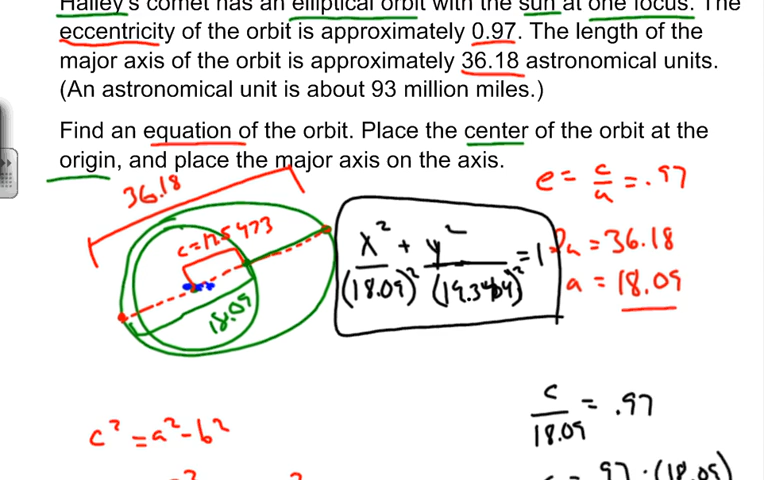 Halley's comet has an elliptical orbit with the sun at one focus. The
eccentricity of the orbit is approximately 0.97. The length of the
major axis of the orbit is approximately 36.18 astronomical units.
(An astronomical unit is about 93 million miles.)
Find an equation of the orbit. Place the center of the orbit at the
origin, and place the major axis on the axis.
36.18
e = c/a = .97
2a = 36.18
a = 18.09
18.09
x²/(18.09)² + y²/ = 1
c/18.09 = .97
c² = a² - b²
.97 · (18.09)